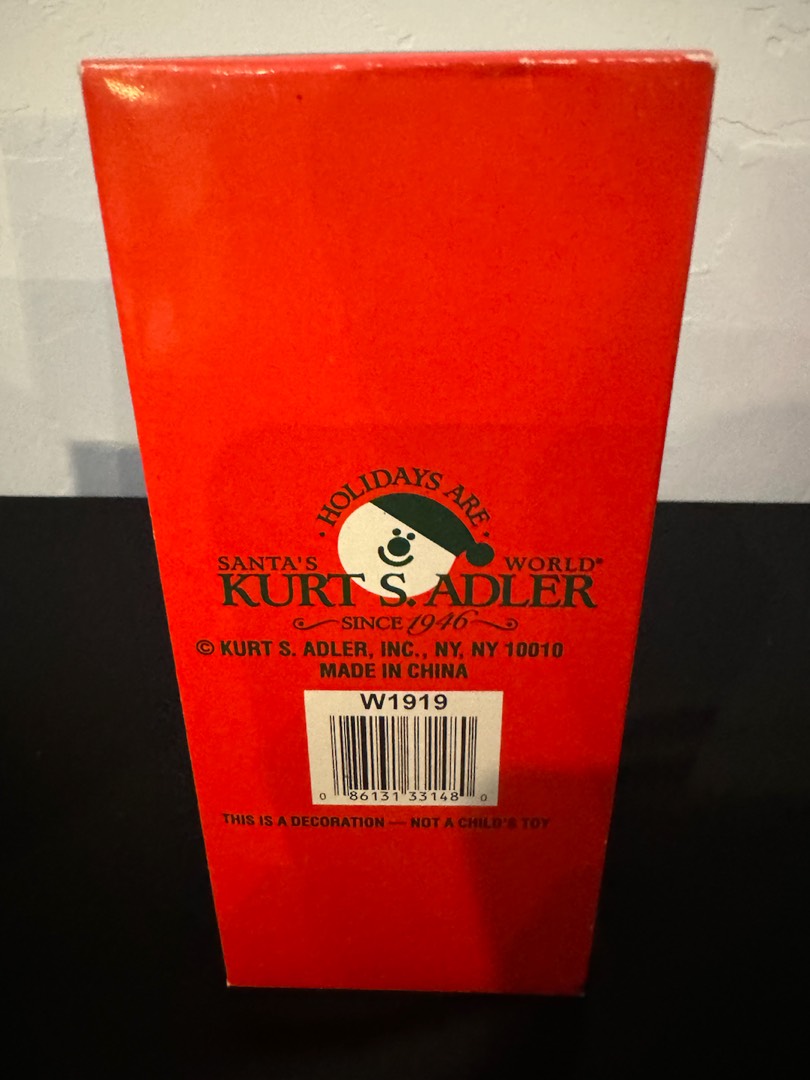 · HOLIDAYS ARE ·
SANTA'S WORLD®
KURT S. ADLER
SINCE 1946
© KURT S. ADLER, INC., NY, NY 10010
MADE IN CHINA
W1919
0 86131 33148 0
THIS IS A DECORATION — NOT A CHILD'S TOY